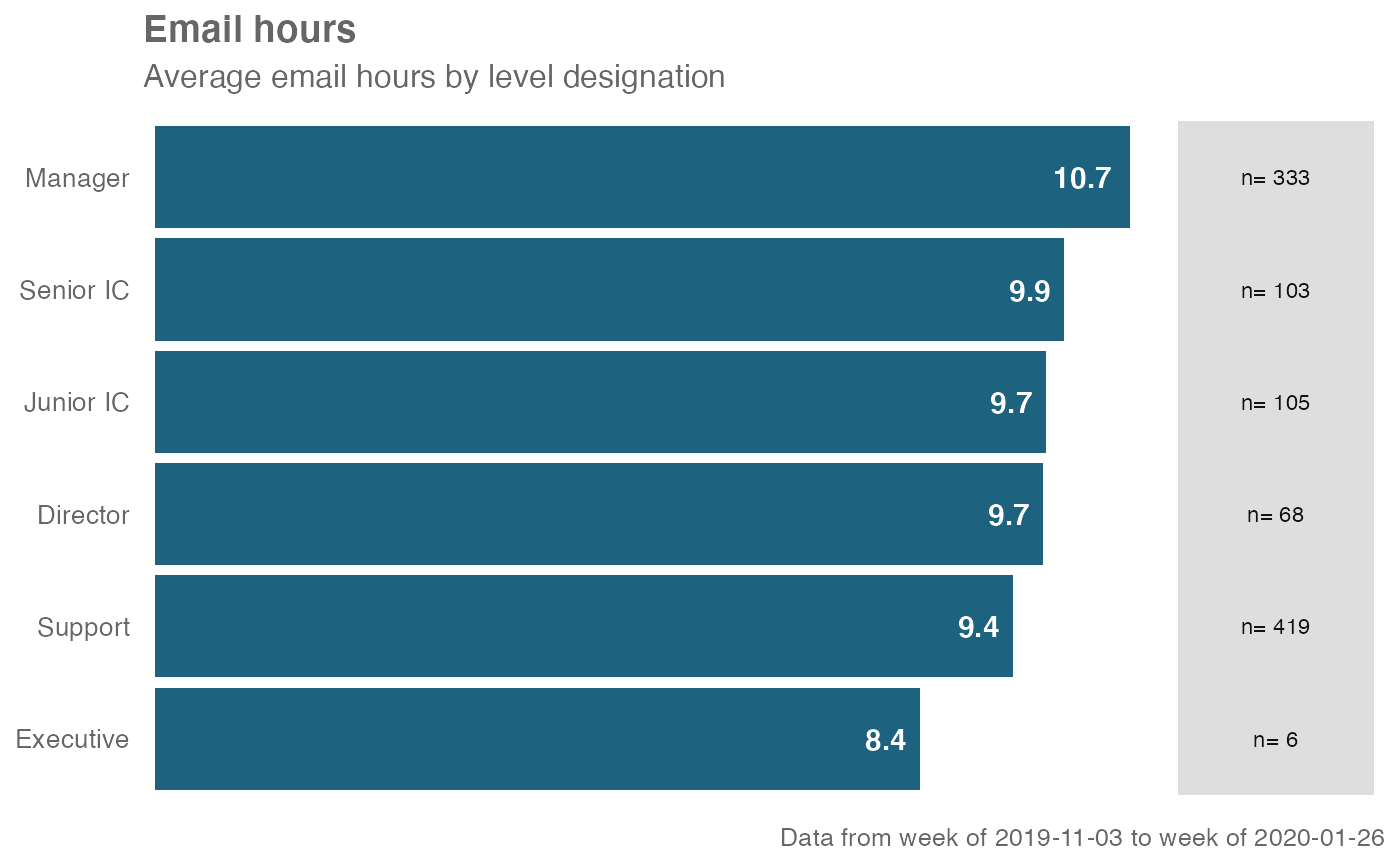 Email hours
Average email hours by level designation
Manager 10.7 n= 333
Senior IC 9.9 n= 103
Junior IC 9.7 n= 105
Director 9.7 n= 68
Support 9.4 n= 419
Executive 8.4 n= 6
Data from week of 2019-11-03 to week of 2020-01-26